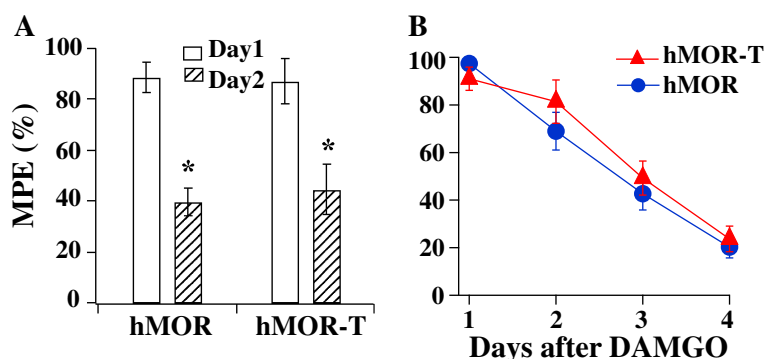 A
100
80
60
40
20
0
MPE (%)
Day1
Day2
*
*
hMOR
hMOR-T
B
100
80
60
40
20
0
hMOR-T
hMOR
1 2 3 4
Days after DAMGO